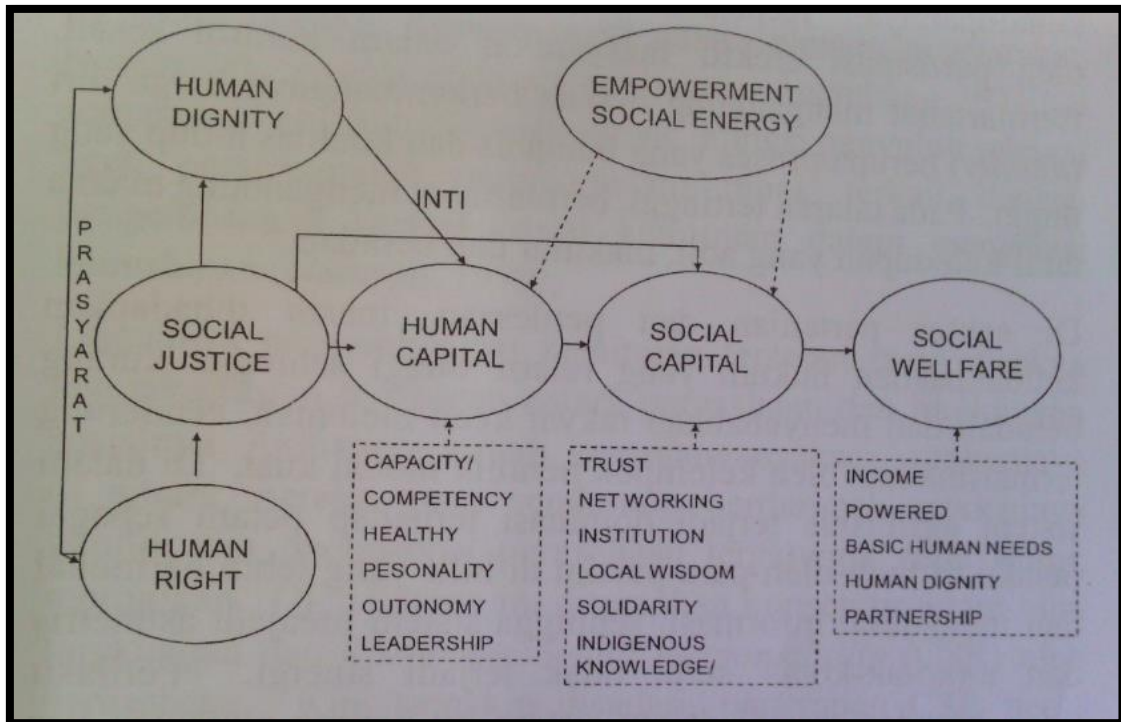 HUMAN
DIGNITY
EMPOWERMENT
SOCIAL ENERGY
INTI
PRASYARAT
SOCIAL
JUSTICE
HUMAN
CAPITAL
SOCIAL
CAPITAL
SOCIAL
WELLFARE
HUMAN
RIGHT
CAPACITY/
COMPETENCY
HEALTHY
PESONALITY
OUTONOMY
LEADERSHIP
TRUST
NET WORKING
INSTITUTION
LOCAL WISDOM
SOLIDARITY
INDIGENOUS
KNOWLEDGE/
INCOME
POWERED
BASIC HUMAN NEEDS
HUMAN DIGNITY
PARTNERSHIP